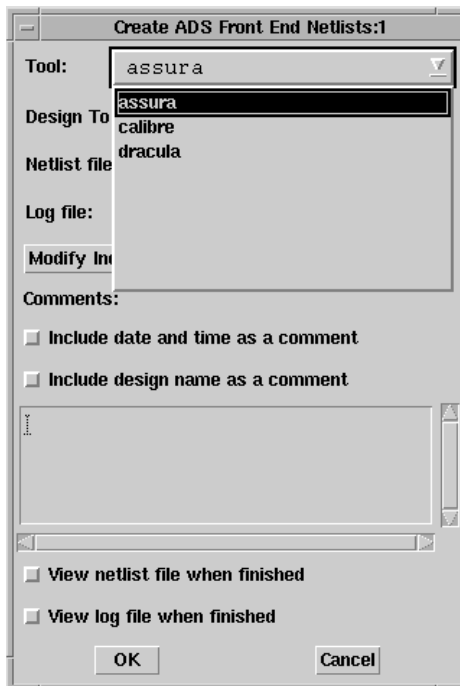 Create ADS Front End Netlists:1
Tool: assura
assura
Design To
calibre
dracula
Netlist file
Log file:
Modify In
Comments:
Include date and time as a comment
Include design name as a comment
View netlist file when finished
View log file when finished
OK Cancel